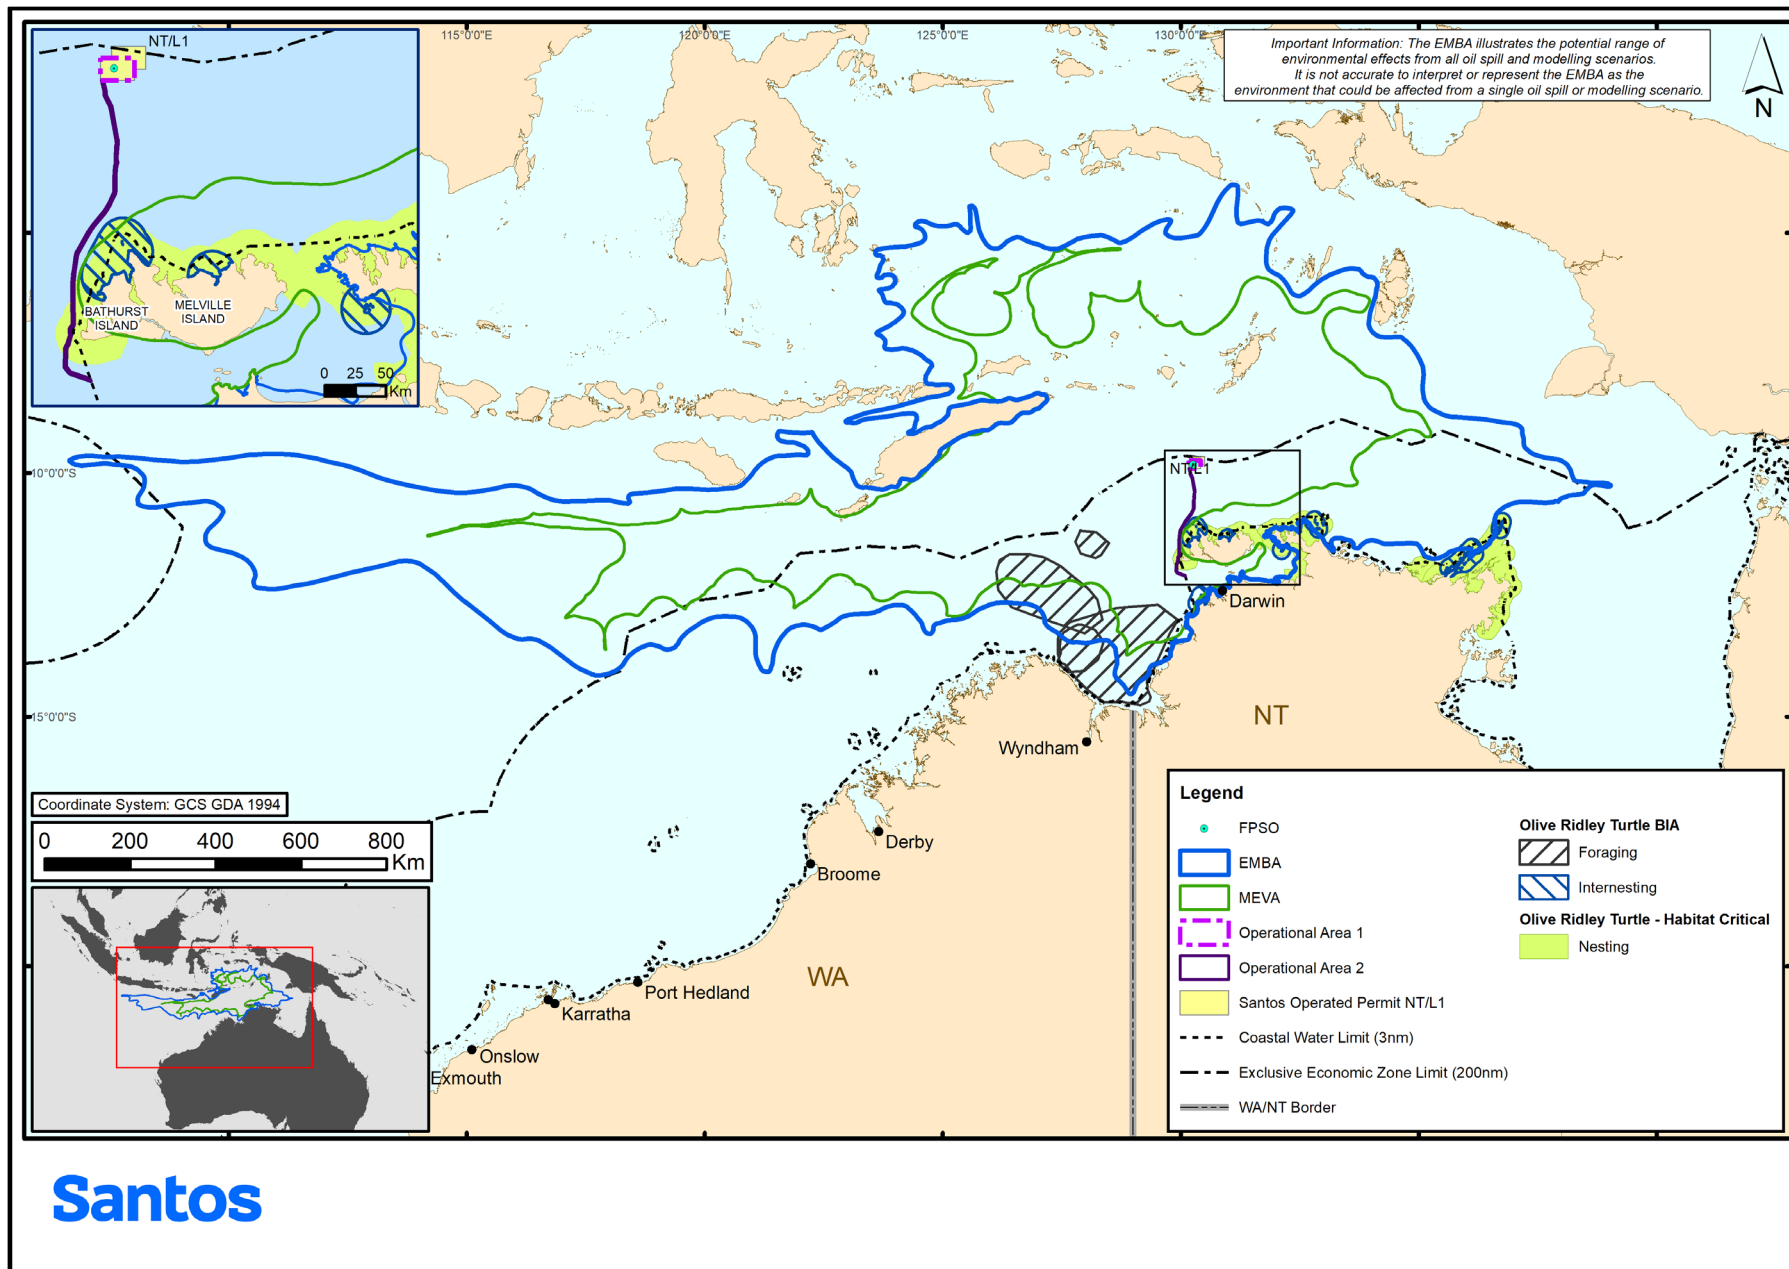 NT/L1
BATHURST
ISLAND
MELVILLE
ISLAND
0 25 50
Km
115°0'0"E
120°0'0"E
125°0'0"E
130°0'0"E
Important Information: The EMBA illustrates the potential range of
environmental effects from all oil spill and modelling scenarios.
It is not accurate to interpret or represent the EMBA as the
environment that could be affected from a single oil spill or modelling scenario.
N
10°0'0"S
NT/L1
Darwin
15°0'0"S
NT
Wyndham
Derby
Broome
WA
Port Hedland
Karratha
Onslow
Exmouth
Coordinate System: GCS GDA 1994
0 200 400 600 800
Km
Legend
FPSO
EMBA
MEVA
Operational Area 1
Operational Area 2
Santos Operated Permit NT/L1
Coastal Water Limit (3nm)
Exclusive Economic Zone Limit (200nm)
WA/NT Border
Olive Ridley Turtle BIA
Foraging
Internesting
Olive Ridley Turtle - Habitat Critical
Nesting
Santos